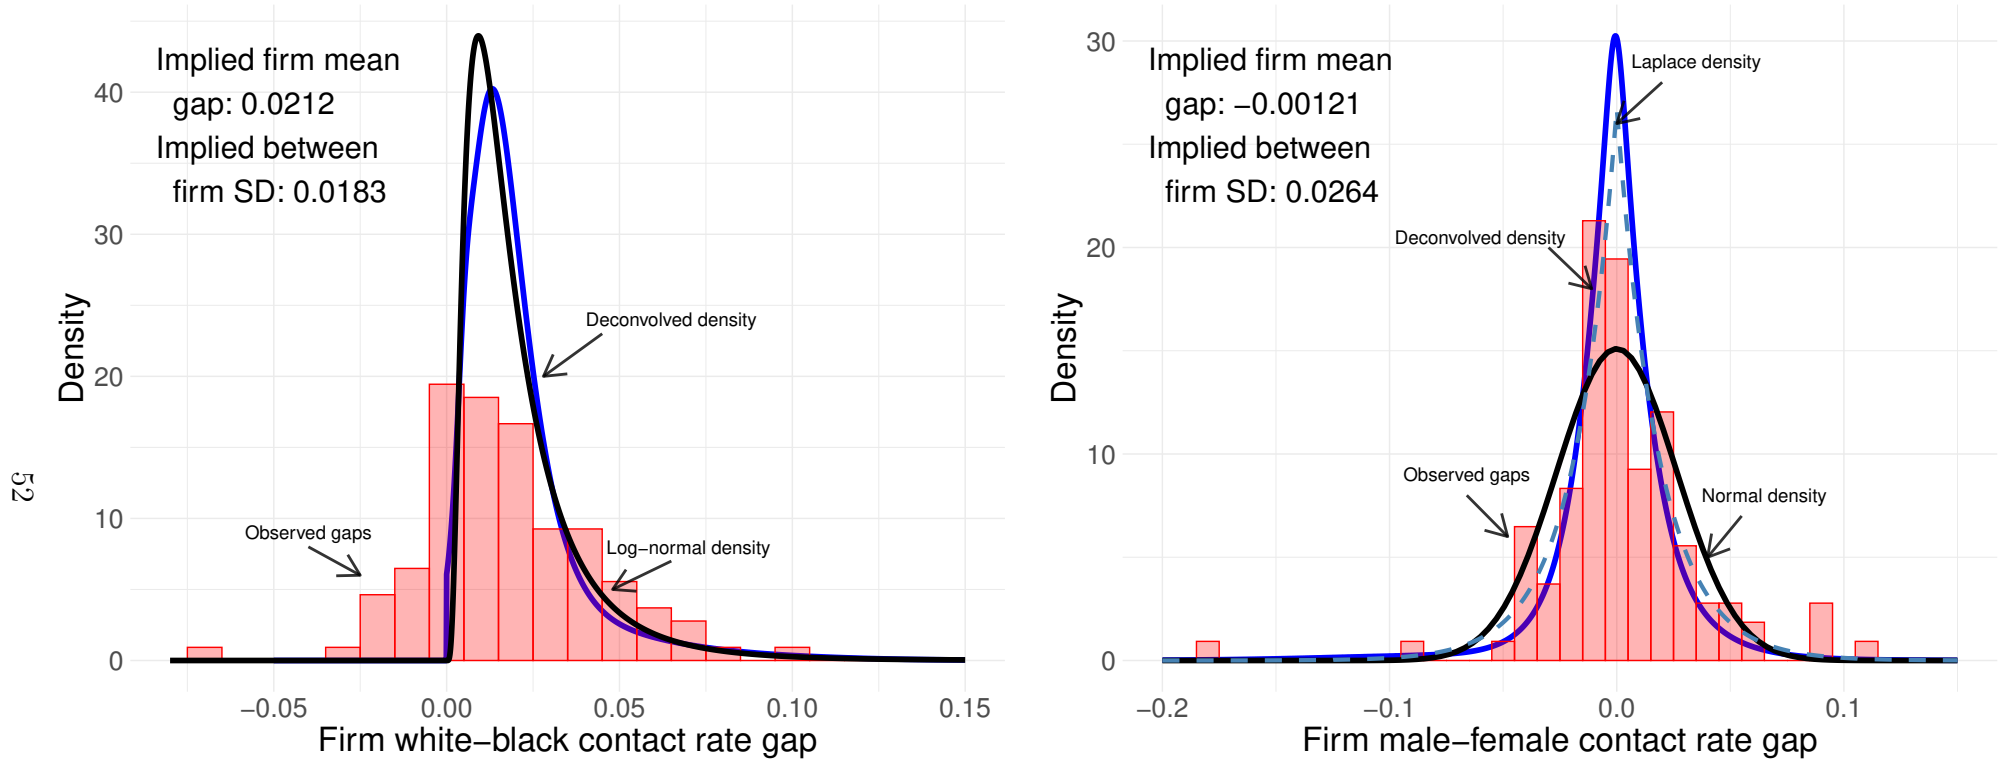 Implied firm mean
gap: 0.0212
Implied between
firm SD: 0.0183
40
30
20
10
0
Density
Deconvolved density
Observed gaps
Log−normal density
−0.05
0.00
0.05
0.10
0.15
Firm white−black contact rate gap
52
Implied firm mean
gap: −0.00121
Implied between
firm SD: 0.0264
30
20
10
0
Density
Laplace density
Deconvolved density
Observed gaps
Normal density
−0.2
−0.1
0.0
0.1
Firm male−female contact rate gap